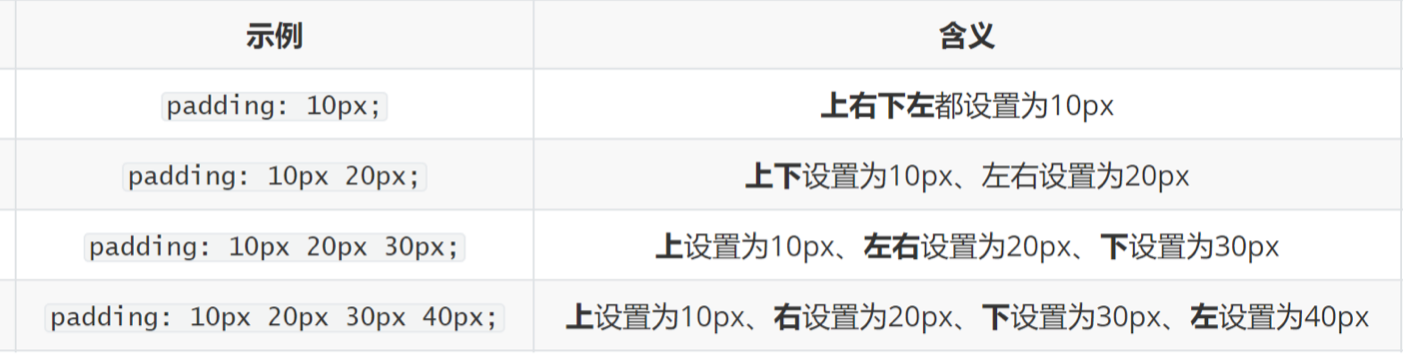 示例 含义
padding: 10px; 上右下左都设置为10px
padding: 10px 20px; 上下设置为10px、左右设置为20px
padding: 10px 20px 30px; 上设置为10px、左右设置为20px、下设置为30px
padding: 10px 20px 30px 40px; 上设置为10px、右设置为20px、下设置为30px、左设置为40px